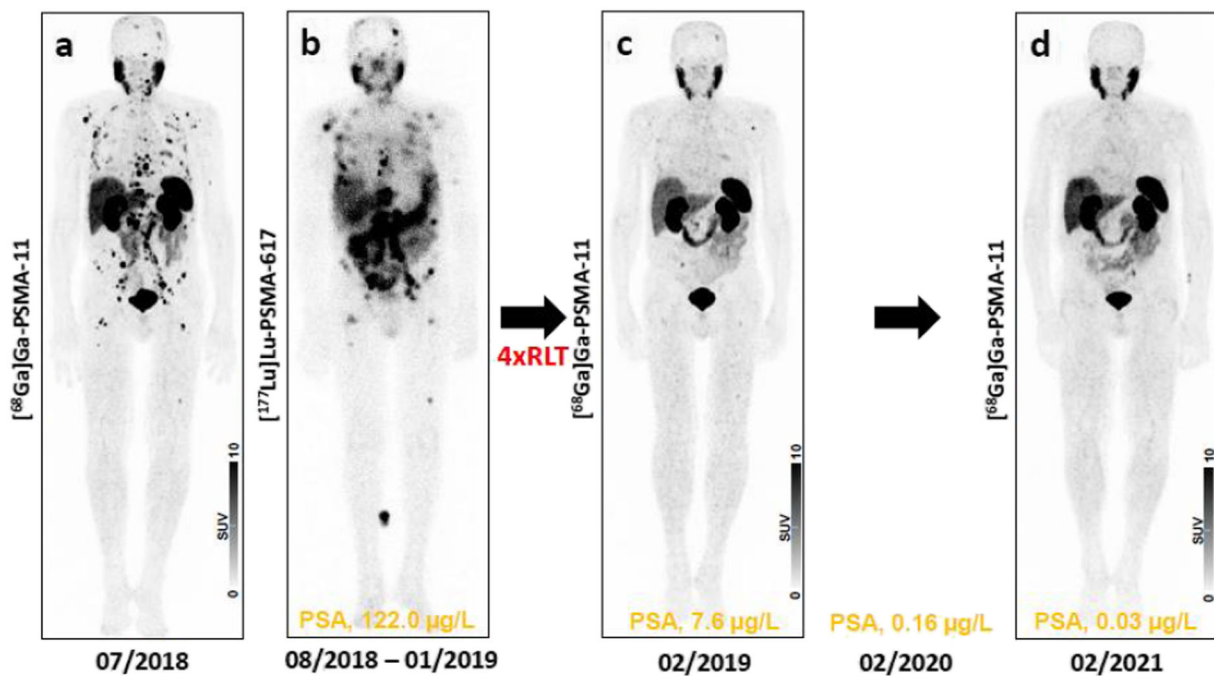 a
[68Ga]Ga-PSMA-11
10
SUV
0
07/2018
b
[177Lu]Lu-PSMA-617
PSA, 122.0 µg/L
08/2018 – 01/2019
4xRLT
c
[68Ga]Ga-PSMA-11
10
SUV
0
PSA, 7.6 µg/L
02/2019
PSA, 0.16 µg/L
02/2020
d
[68Ga]Ga-PSMA-11
10
SUV
0
PSA, 0.03 µg/L
02/2021